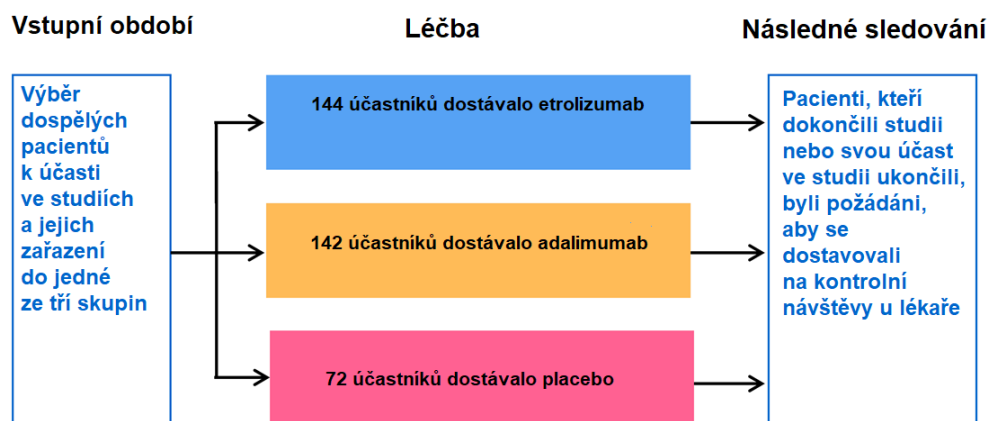 Vstupní období
Léčba
Následné sledování
Výběr
dospělých
pacientů
k účasti
ve studiích
a jejich
zařazení
do jedné
ze tří skupin
144 účastníků dostávalo etrolizumab
142 účastníků dostávalo adalimumab
72 účastníků dostávalo placebo
Pacienti, kteří
dokončili studii
nebo svou účast
ve studii ukončili,
byli požádáni,
aby se
dostavovali
na kontrolní
návštěvy u lékaře